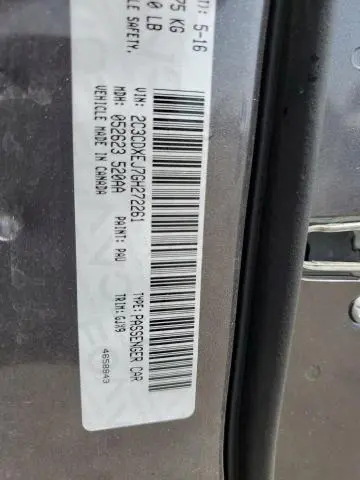 T): 5-16
75 KG
0 LB
LE SAFETY,
VIN: 2C3CDXEJ7GH272261
TYPE: PASSENGER CAR
MDH: 052623 520AA
PAINT: PAU
TRIM: GJX9
VEHICLE MADE IN CANADA
4658943